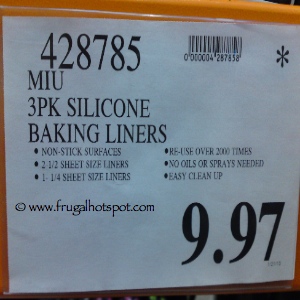 428785
0000004 287858
*
MIU
3PK SILICONE
BAKING LINERS
• NON-STICK SURFACES
• 2-1/2 SHEET SIZE LINERS
• 1- 1/4 SHEET SIZE LINERS
• RE-USE OVER 2000 TIMES
• NO OILS OR SPRAYS NEEDED
• EASY CLEAN UP
© www.frugalhotspot.com
9.97